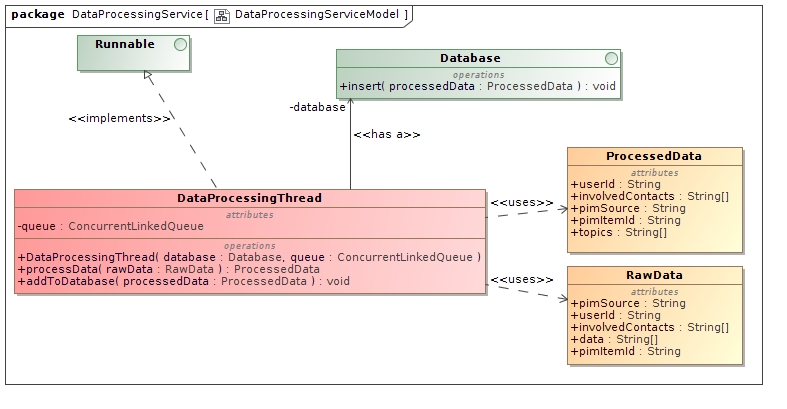 package DataProcessingService [ DataProcessingServiceModel ]
Runnable
Database
operations
+insert( processedData : ProcessedData ) : void
<<implements>>
-database
<<has a>>
ProcessedData
attributes
+userId : String
+involvedContacts : String[]
+pimSource : String
+pimItemId : String
+topics : String[]
<<uses>>
DataProcessingThread
attributes
-queue : ConcurrentLinkedQueue
operations
+DataProcessingThread( database : Database, queue : ConcurrentLinkedQueue )
+processData( rawData : RawData ) : ProcessedData
+addToDatabase( processedData : ProcessedData ) : void
<<uses>>
RawData
attributes
+pimSource : String
+userId : String
+involvedContacts : String[]
+data : String[]
+pimItemId : String